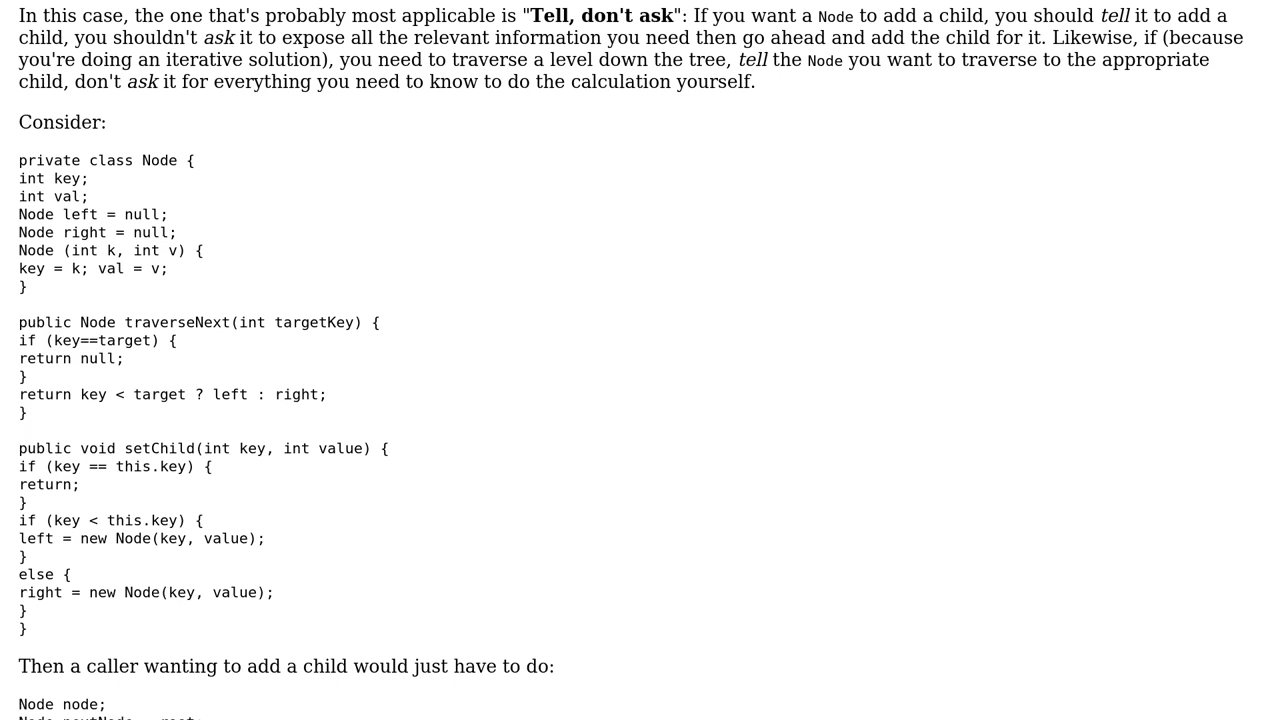 In this case, the one that's probably most applicable is "Tell, don't ask": If you want a Node to add a child, you should tell it to add a
child, you shouldn't ask it to expose all the relevant information you need then go ahead and add the child for it. Likewise, if (because
you're doing an iterative solution), you need to traverse a level down the tree, tell the Node you want to traverse to the appropriate
child, don't ask it for everything you need to know to do the calculation yourself.
Consider:
private class Node {
int key;
int val;
Node left = null;
Node right = null;
Node (int k, int v) {
key = k; val = v;
}
public Node traverseNext(int targetKey) {
if (key==target) {
return null;
}
return key < target ? left : right;
}
public void setChild(int key, int value) {
if (key == this.key) {
return;
}
if (key < this.key) {
left = new Node(key, value);
}
else {
right = new Node(key, value);
}
}
Then a caller wanting to add a child would just have to do:
Node node;